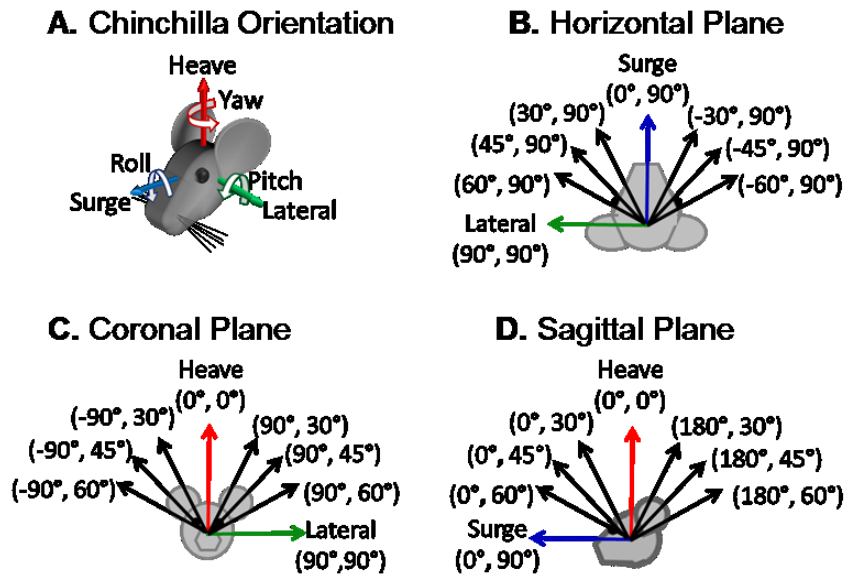 A. Chinchilla Orientation
Heave
Yaw
Roll
Pitch
Surge
Lateral
B. Horizontal Plane
Surge
(0°, 90°)
(30°, 90°)
(-30°, 90°)
(45°, 90°)
(-45°, 90°)
(60°, 90°)
(-60°, 90°)
Lateral
(90°, 90°)
C. Coronal Plane
Heave
(0°, 0°)
(-90°, 30°)
(90°, 30°)
(-90°, 45°)
(90°, 45°)
(-90°, 60°)
(90°, 60°)
Lateral
(90°,90°)
D. Sagittal Plane
Heave
(0°, 0°)
(0°, 30°)
(180°, 30°)
(0°, 45°)
(180°, 45°)
(0°, 60°)
(180°, 60°)
Surge
(0°, 90°)